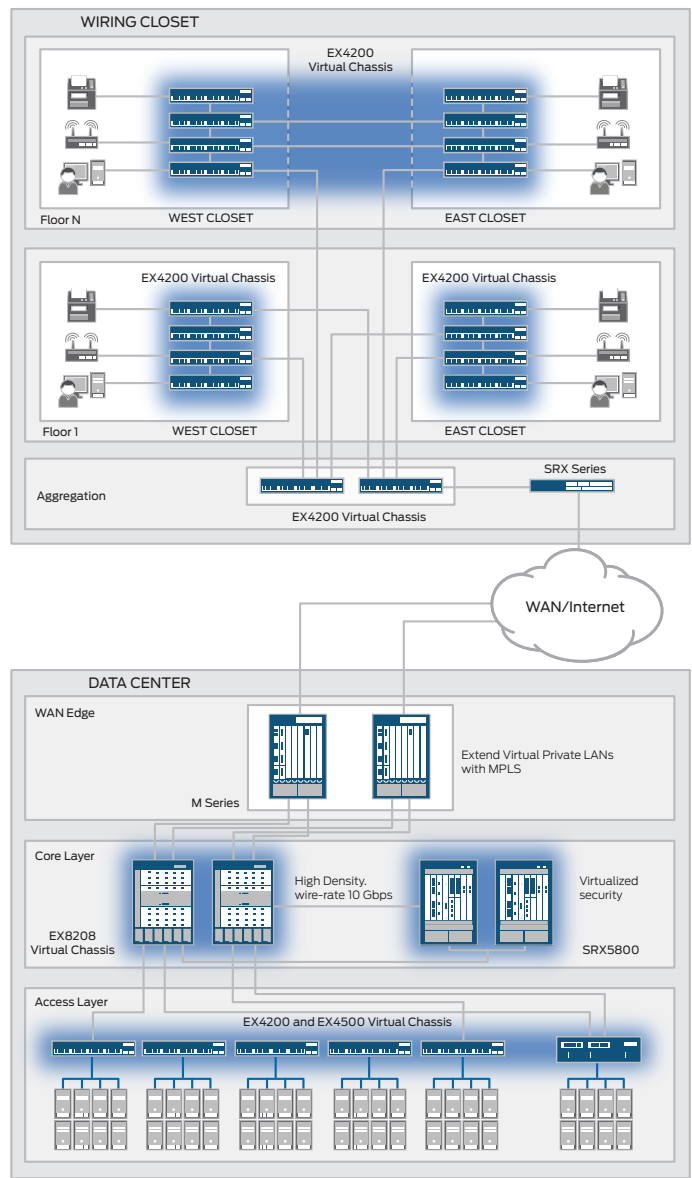 WIRING CLOSET
EX4200
Virtual Chassis
Floor N
WEST CLOSET
EAST CLOSET
EX4200 Virtual Chassis
EX4200 Virtual Chassis
Floor 1
WEST CLOSET
EAST CLOSET
Aggregation
SRX Series
EX4200 Virtual Chassis
WAN/Internet
DATA CENTER
WAN Edge
Extend Virtual Private LANs
with MPLS
M Series
Core Layer
High Density.
wire-rate 10 Gbps
Virtualized
security
EX8208
Virtual Chassis
SRX5800
Access Layer
EX4200 and EX4500 Virtual Chassis